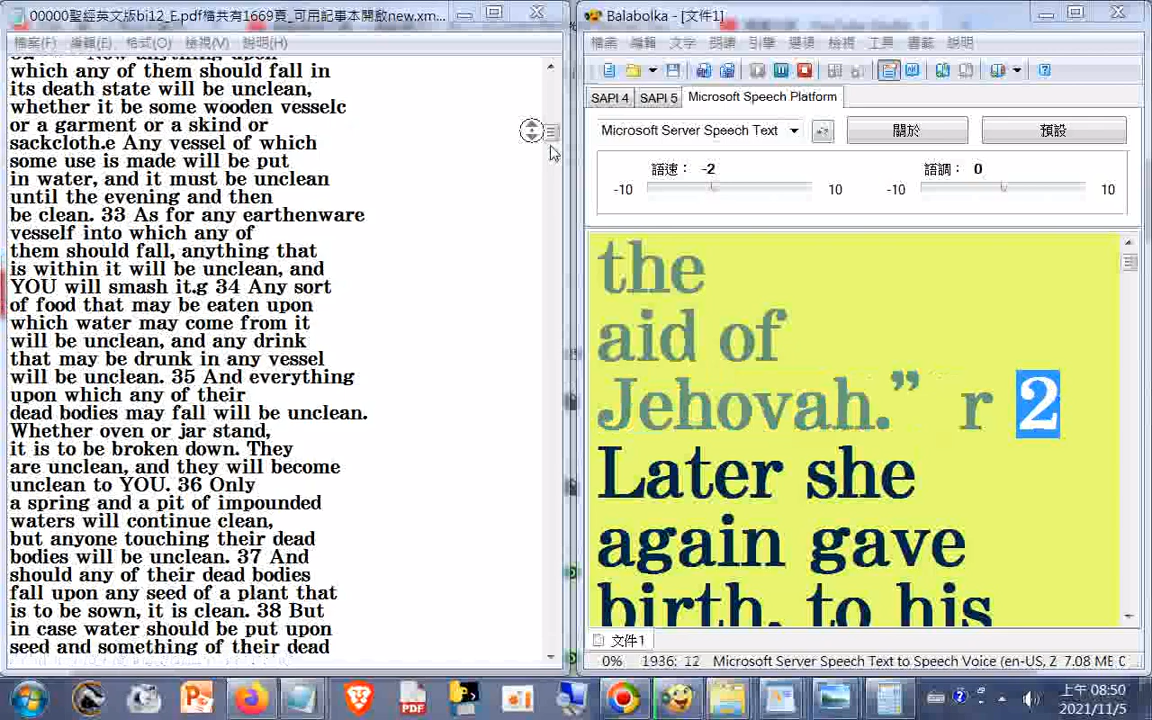 00000聖經英文版bi12_E.pdf檔共有1669頁_可用記事本開啟new.xm...
檔案(F) 編輯(E) 格式(O) 檢視(V) 說明(H)
which any of them should fall in
its death state will be unclean,
whether it be some wooden vesselc
or a garment or a skind or
sackcloth.e Any vessel of which
some use is made will be put
in water, and it must be unclean
until the evening and then
be clean. 33 As for any earthenware
vesself into which any of
them should fall, anything that
is within it will be unclean, and
YOU will smash it.g 34 Any sort
of food that may be eaten upon
which water may come from it
will be unclean, and any drink
that may be drunk in any vessel
will be unclean. 35 And everything
upon which any of their
dead bodies may fall will be unclean.
Whether oven or jar stand,
it is to be broken down. They
are unclean, and they will become
unclean to YOU. 36 Only
a spring and a pit of impounded
waters will continue clean,
but anyone touching their dead
bodies will be unclean. 37 And
should any of their dead bodies
fall upon any seed of a plant that
is to be sown, it is clean. 38 But
in case water should be put upon
seed and something of their dead
Balabolka - [文件1]
檔案 編輯 文字 朗讀 引擎 選項 檢視 工具 書籤 說明
SAPI 4 SAPI 5 Microsoft Speech Platform
Microsoft Server Speech Text 關於 預設
語速： -2 語調： 0
-10 10 -10 10
the
aid of
Jehovah.” r 2
Later she
again gave
birth, to his
文件1
0% 1936: 12 Microsoft Server Speech Text to Speech Voice (en-US, Z 7.08 ME
上午 08:50
2021/11/5